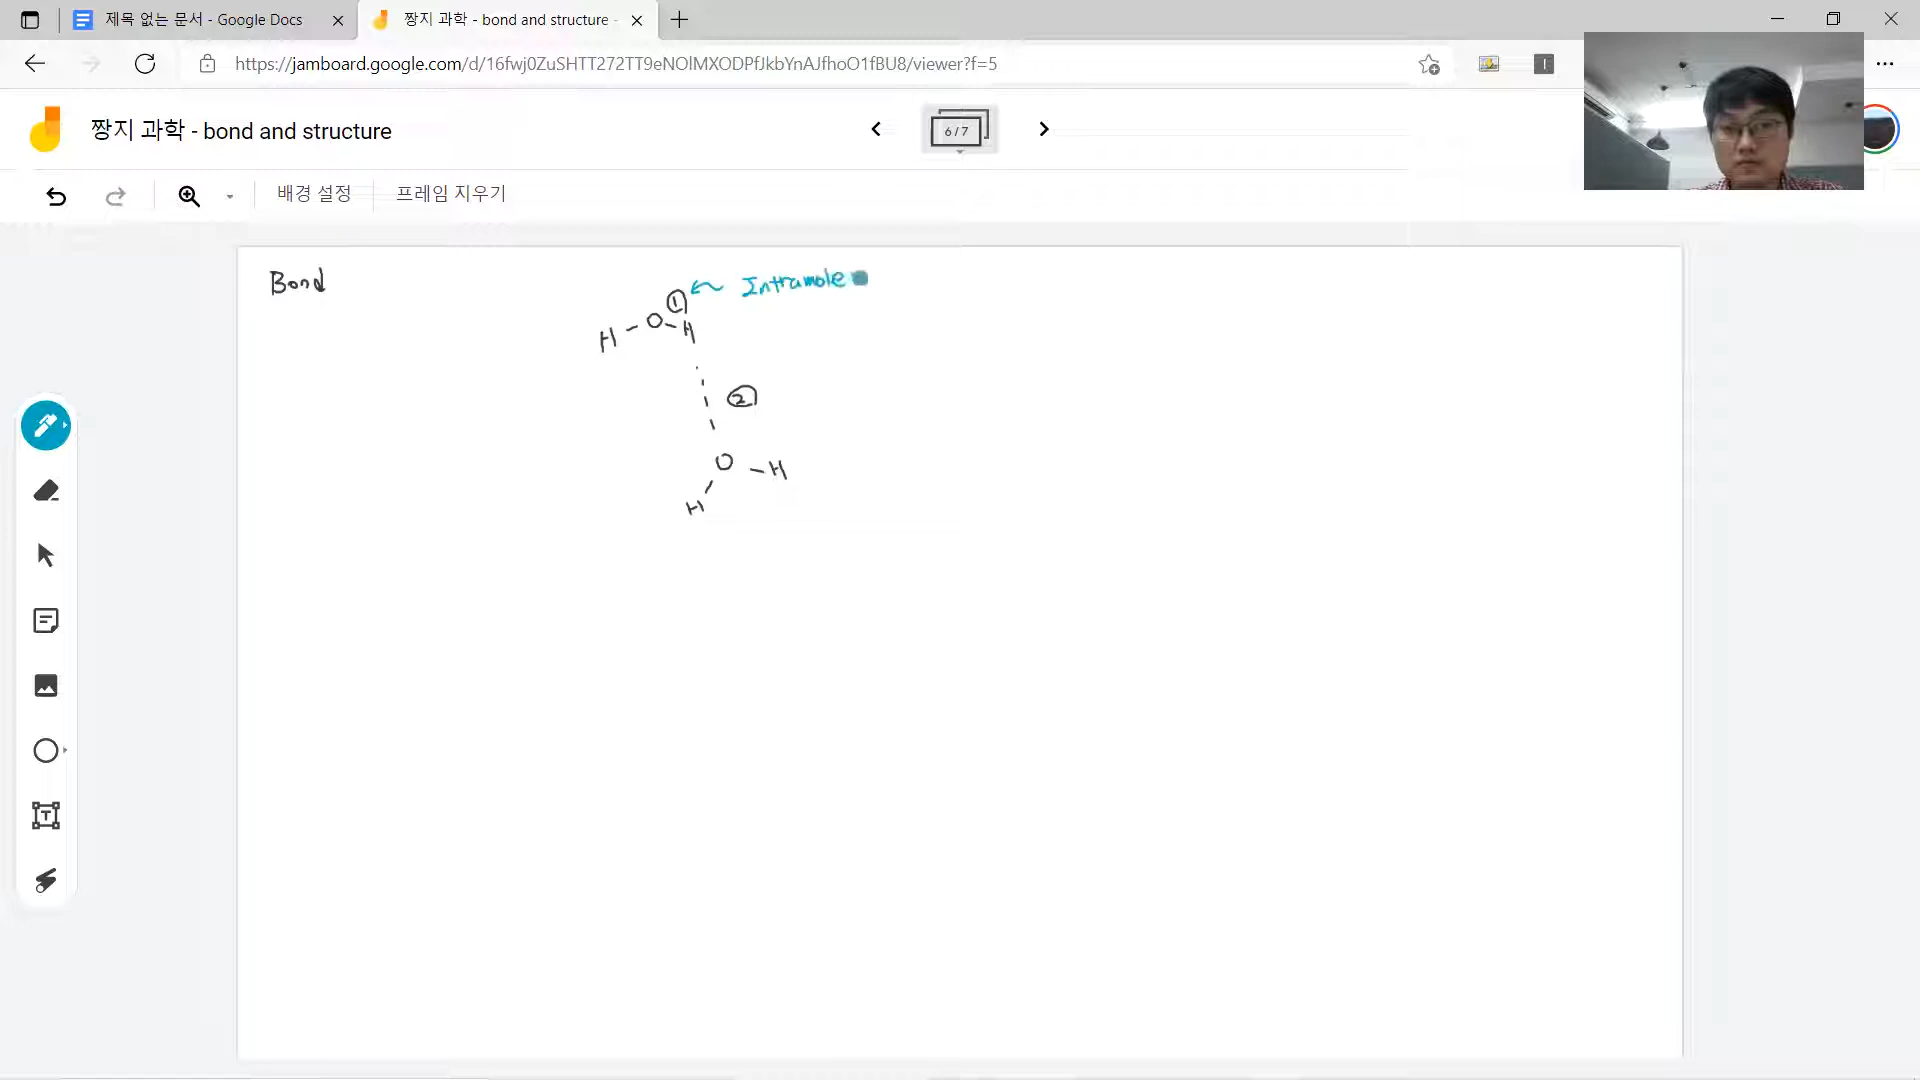 제목 없는 문서 - Google Docs
짱지 과학 - bond and structure -
https://jamboard.google.com/d/16fwj0ZuSHTT272TT9eNOlMXODPfJkbYnAJfhoO1fBU8/viewer?f=5
짱지 과학 - bond and structure
6 / 7
배경 설정
프레임 지우기
Bond
① Intramole
H - O - H
②
O - H
H